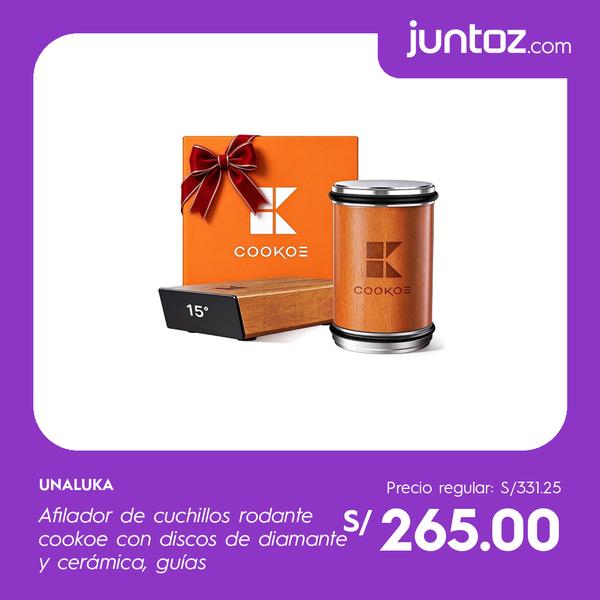 juntoz.com
COOKOE
COOKOE
15°
UNALUKA
Afilador de cuchillos rodante
cookoe con discos de diamante
y cerámica, guías
Precio regular: S/331.25
S/ 265.00